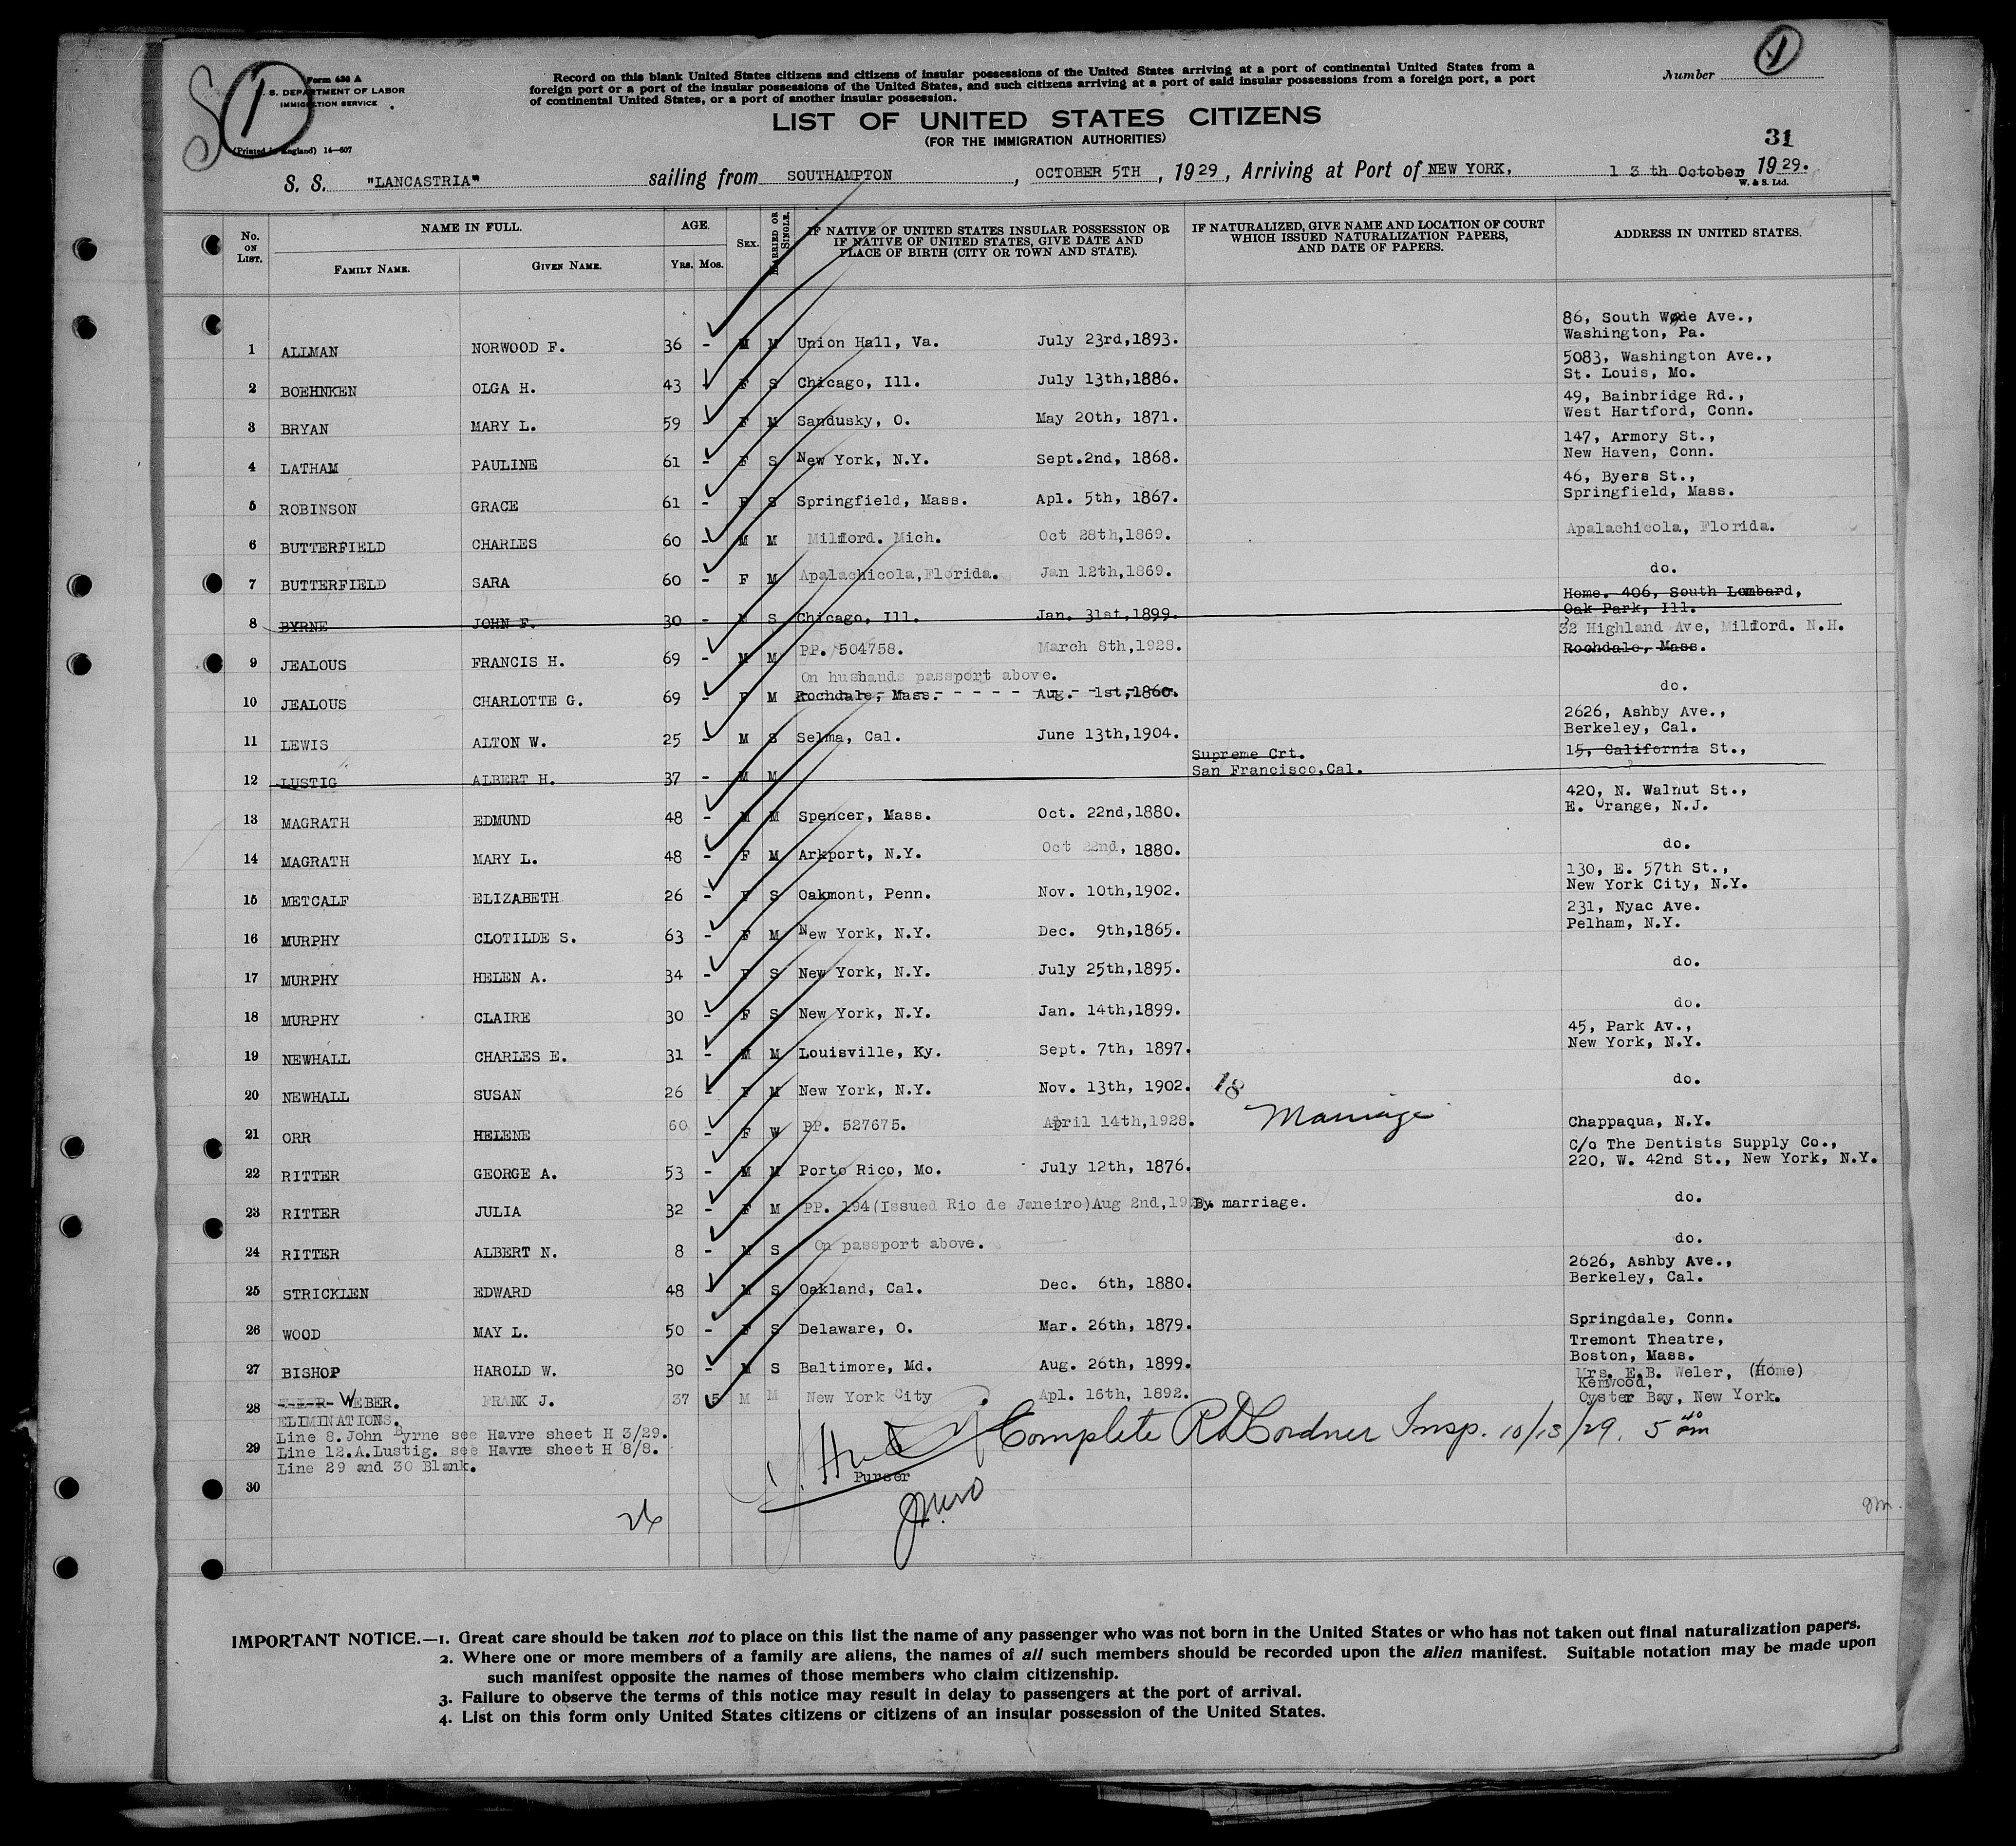 Form 630 A
S. DEPARTMENT OF LABOR
IMMIGRATION SERVICE
(Printed in England) 14—607
1
Record on this blank United States citizens and citizens of insular possessions of the United States arriving at a port of continental United States from a
foreign port or a port of the insular possessions of the United States, and such citizens arriving at a port of said insular possessions from a foreign port, a port
of continental United States, or a port of another insular possession.
Number 1
LIST OF UNITED STATES CITIZENS
(FOR THE IMMIGRATION AUTHORITIES)
31
S. S. "LANCASTRIA" sailing from SOUTHAMPTON, OCTOBER 5TH, 1929, Arriving at Port of NEW YORK, 13th October, 1929.
W. & S. Ltd.
No. ON LIST. NAME IN FULL. AGE. SEX. MARRIED OR SINGLE. IF NATIVE OF UNITED STATES INSULAR POSSESSION OR IF NATIVE OF UNITED STATES, GIVE DATE AND PLACE OF BIRTH (CITY OR TOWN AND STATE). IF NATURALIZED, GIVE NAME AND LOCATION OF COURT WHICH ISSUED NATURALIZATION PAPERS, AND DATE OF PAPERS. ADDRESS IN UNITED STATES.
FAMILY NAME. GIVEN NAME. YRS. MOS.
86, South Wade Ave.,
1 ALLMAN NORWOOD F. 36 - M M Union Hall, Va. July 23rd,1893. Washington, Pa.
5083, Washington Ave.,
2 BOEHNKEN OLGA H. 43 - F S Chicago, Ill. July 13th,1886. St. Louis, Mo.
49, Bainbridge Rd.,
3 BRYAN MARY L. 59 - F M Sandusky, O. May 20th, 1871. West Hartford, Conn.
147, Armory St.,
4 LATHAM PAULINE 61 - F S New York, N.Y. Sept.2nd, 1868. New Haven, Conn.
46, Byers St.,
5 ROBINSON GRACE 61 - F S Springfield, Mass. Apl. 5th, 1867. Springfield, Mass.
6 BUTTERFIELD CHARLES 60 - M M Milford. Mich. Oct 28th,1869. Apalachicola, Florida.
7 BUTTERFIELD SARA 60 - F M Apalachicola,Florida. Jan 12th,1869. do.
Home. 406, South Lombard,
8 BYRNE JOHN F. 30 - M S Chicago, Ill. Jan. 31st,1899. Oak Park, Ill.
32 Highland Ave, Milford. N.H.
9 JEALOUS FRANCIS H. 69 - M M PP. 504758. March 8th,1928. Rochdale, Mass.
On husbands passport above.
10 JEALOUS CHARLOTTE G. 69 - F M Rochdale, Mass. Aug. 1st,1860. do.
2626, Ashby Ave.,
11 LEWIS ALTON W. 25 - M S Selma, Cal. June 13th,1904. Berkeley, Cal.
Supreme Crt. 15, California St.,
12 LUSTIG ALBERT H. 37 - M M San Francisco,Cal.
420, N. Walnut St.,
13 MAGRATH EDMUND 48 - M M Spencer, Mass. Oct. 22nd,1880. E. Orange, N.J.
14 MAGRATH MARY L. 48 - F M Arkport, N.Y. Oct 22nd, 1880. do.
130, E. 57th St.,
15 METCALF ELIZABETH 26 - F S Oakmont, Penn. Nov. 10th,1902. New York City, N.Y.
231, Nyac Ave.
16 MURPHY CLOTILDE S. 63 - F M New York, N.Y. Dec. 9th,1865. Pelham, N.Y.
17 MURPHY HELEN A. 34 - F S New York, N.Y. July 25th,1895. do.
18 MURPHY CLAIRE 30 - F S New York, N.Y. Jan. 14th,1899. do.
45, Park Av.,
19 NEWHALL CHARLES E. 31 - M M Louisville, Ky. Sept. 7th, 1897. New York, N.Y.
20 NEWHALL SUSAN 26 - F M New York, N.Y. Nov. 13th, 1902. 18 do.
21 ORR HELENE 60 - F W PP. 527675. April 14th,1928. Marriage Chappaqua, N.Y.
C/o The Dentists Supply Co.,
22 RITTER GEORGE A. 53 - M M Porto Rico, Mo. July 12th, 1876. 220, W. 42nd St., New York, N.Y.
23 RITTER JULIA 32 - F M PP. 194(Issued Rio de Janeiro)Aug 2nd, By marriage. do.
24 RITTER ALBERT N. 8 - M S On passport above. do.
2626, Ashby Ave.,
25 STRICKLEN EDWARD 48 M S Oakland, Cal. Dec. 6th, 1880. Berkeley, Cal.
26 WOOD MAY L. 50 - F S Delaware, O. Mar. 26th, 1879. Springdale, Conn.
Tremont Theatre,
27 BISHOP HAROLD W. 30 - M S Baltimore, Md. Aug. 26th, 1899. Boston, Mass.
Mrs. E.B. Weler, (Home)
Kenwood,
28 WEBER. FRANK J. 37 5 M M New York City Apl. 16th, 1892. Oyster Bay, New York.
ELIMINATIONS.
Line 8.John Byrne see Havre sheet H 3/29.
29 Line 12.A.Lustig. see Havre sheet H 8/8.
Line 29 and 30 Blank.
Complete R D Cordner Insp. 10/13/29. 5 40 pm
Purser
30
26
IMPORTANT NOTICE.—1. Great care should be taken not to place on this list the name of any passenger who was not born in the United States or who has not taken out final naturalization papers.
2. Where one or more members of a family are aliens, the names of all such members should be recorded upon the alien manifest. Suitable notation may be made upon
such manifest opposite the names of those members who claim citizenship.
3. Failure to observe the terms of this notice may result in delay to passengers at the port of arrival.
4. List on this form only United States citizens or citizens of an insular possession of the United States.